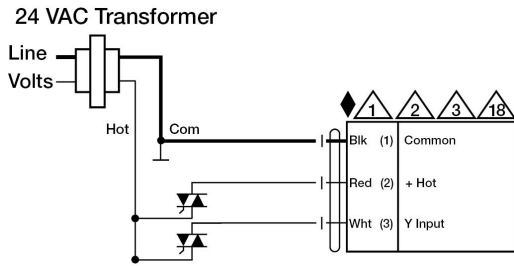 24 VAC Transformer
Line
Volts
Hot
Com
1 2 3 18
Blk (1) Common
Red (2) + Hot
Wht (3) Y Input